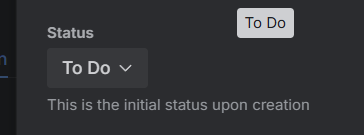 To Do
Status
To Do
This is the initial status upon creation